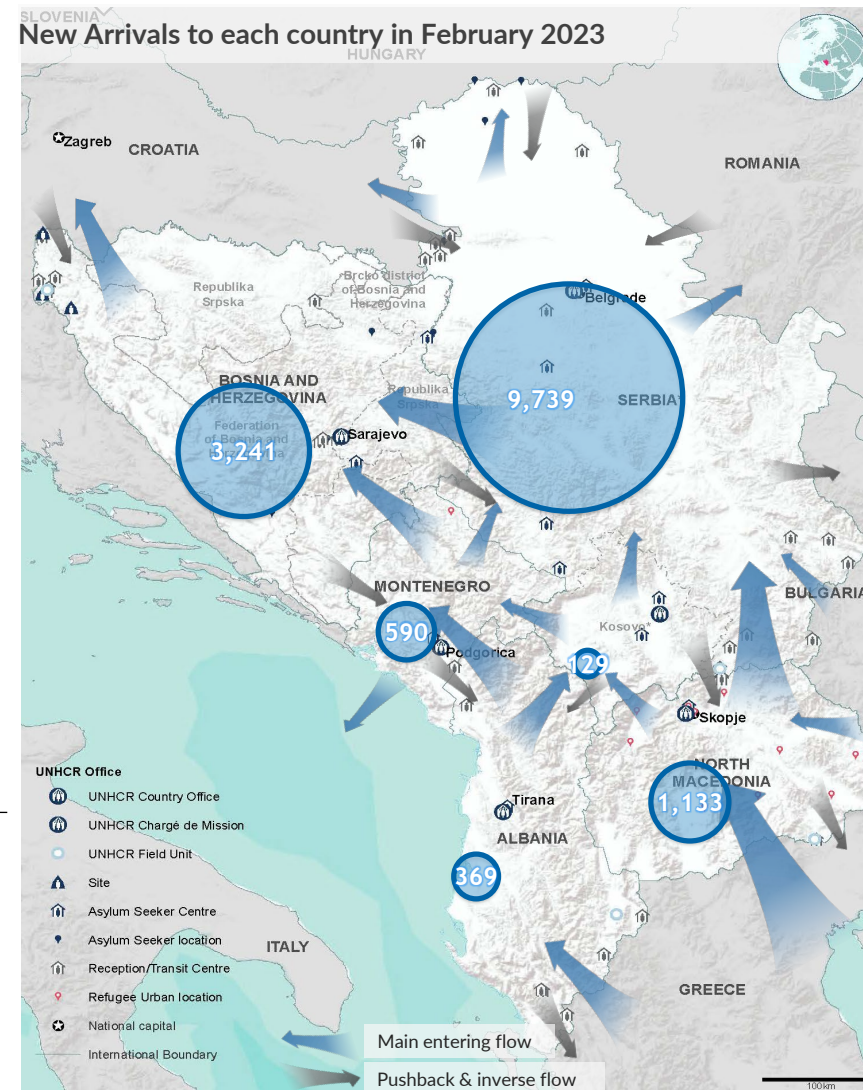 SLOVENIA
New Arrivals to each country in February 2023
HUNGARY
Zagreb
CROATIA
ROMANIA
Republika
Srpska
Brcko district
of Bosnia and
Herzegovina
Belgrade
BOSNIA AND
HERZEGOVINA
Republika
Srpska
9,739
SERBIA
Federation
of Bosnia and
3,241
Sarajevo
MONTENEGRO
BULGARIA
590
Podgorica
Kosovo*
129
Skopje
NORTH
MACEDONIA
1,133
Tirana
ALBANIA
369
ITALY
GREECE
UNHCR Office
UNHCR Country Office
UNHCR Chargé de Mission
UNHCR Field Unit
Site
Asylum Seeker Centre
Asylum Seeker location
Reception/Transit Centre
Refugee Urban location
National capital
International Boundary
Main entering flow
Pushback & inverse flow
100km